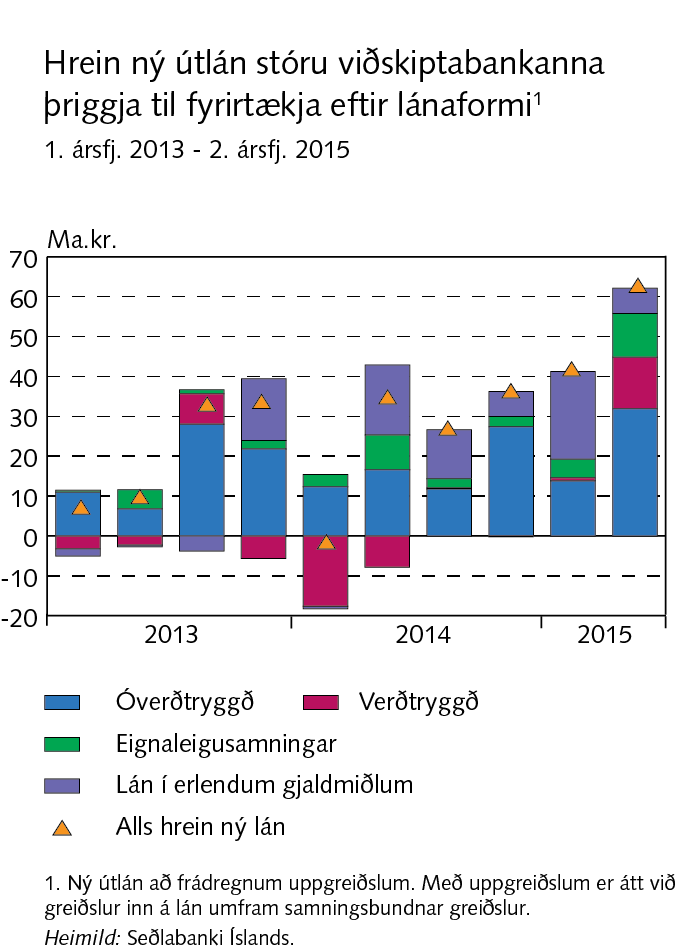 Hrein ný útlán stóru viðskiptabankanna
þriggja til fyrirtækja eftir lánaformi¹
1. ársfj. 2013 - 2. ársfj. 2015
Ma.kr.
70
60
50
40
30
20
10
0
-10
-20
2013 2014 2015
Óverðtryggð Verðtryggð
Eignaleigusamningar
Lán í erlendum gjaldmiðlum
Alls hrein ný lán
1. Ný útlán að frádregnum uppgreiðslum. Með uppgreiðslum er átt við
greiðslur inn á lán umfram samningsbundnar greiðslur.
Heimild: Seðlabanki Íslands.